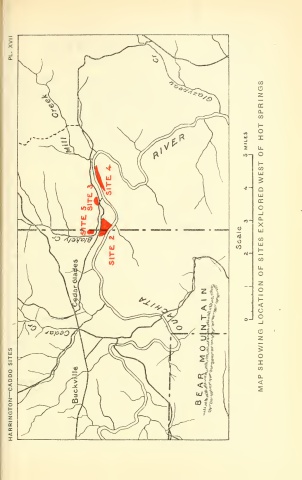 HARRINGTON—CADDO SITES
PL. XVII
Creek
Mill
Glazypeau
Cr.
RIVER
SITE 5
SITE 3
SITE 4
Blakely C.
SITE 2
Cedar Glades
Cedar
Cr.
Buckville
OUACHITA
BEAR MOUNTAIN
Scale
0 1 2 3 4 5 MILES
MAP SHOWING LOCATION OF SITES EXPLORED WEST OF HOT SPRINGS